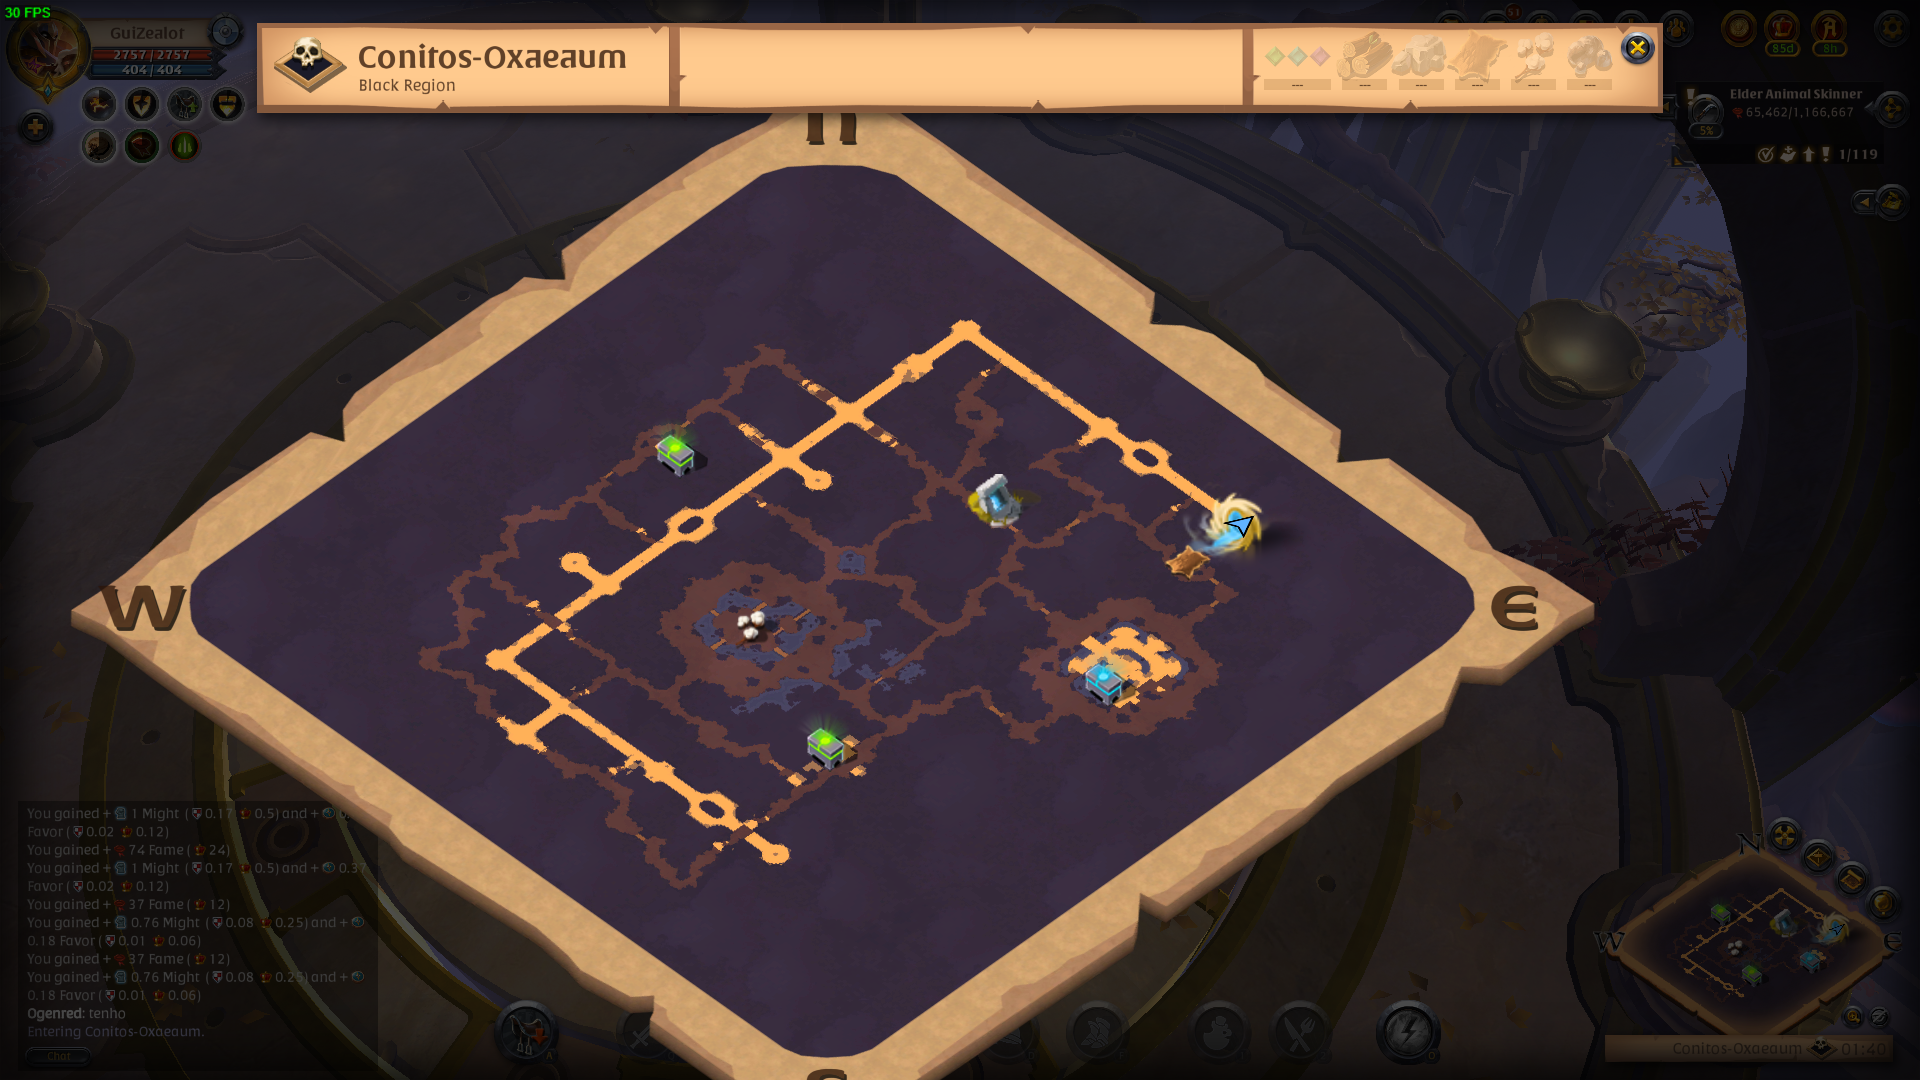 30 FPS
GuiZealot
2757 / 2757
404 / 404
Conitos-Oxaeaum
Black Region
--- --- --- --- --- ---
51
85d
8h
Elder Animal Skinner
65,462/1,166,667
5%
1/119
n
W
E
S
You gained + 1 Might ( 0.17 0.5) and +
Favor ( 0.02 0.12)
You gained + 74 Fame ( 24)
You gained + 1 Might ( 0.17 0.5) and + 0.37
Favor ( 0.02 0.12)
You gained + 37 Fame ( 12)
You gained + 0.76 Might ( 0.08 0.25) and +
0.18 Favor ( 0.01 0.06)
You gained + 37 Fame ( 12)
You gained + 0.76 Might ( 0.08 0.25) and +
0.18 Favor ( 0.01 0.06)
Ogenred: tenho
Entering Conitos-Oxaeaum.
Chat
A
N
W
E
Conitos-Oxaeaum 01:40